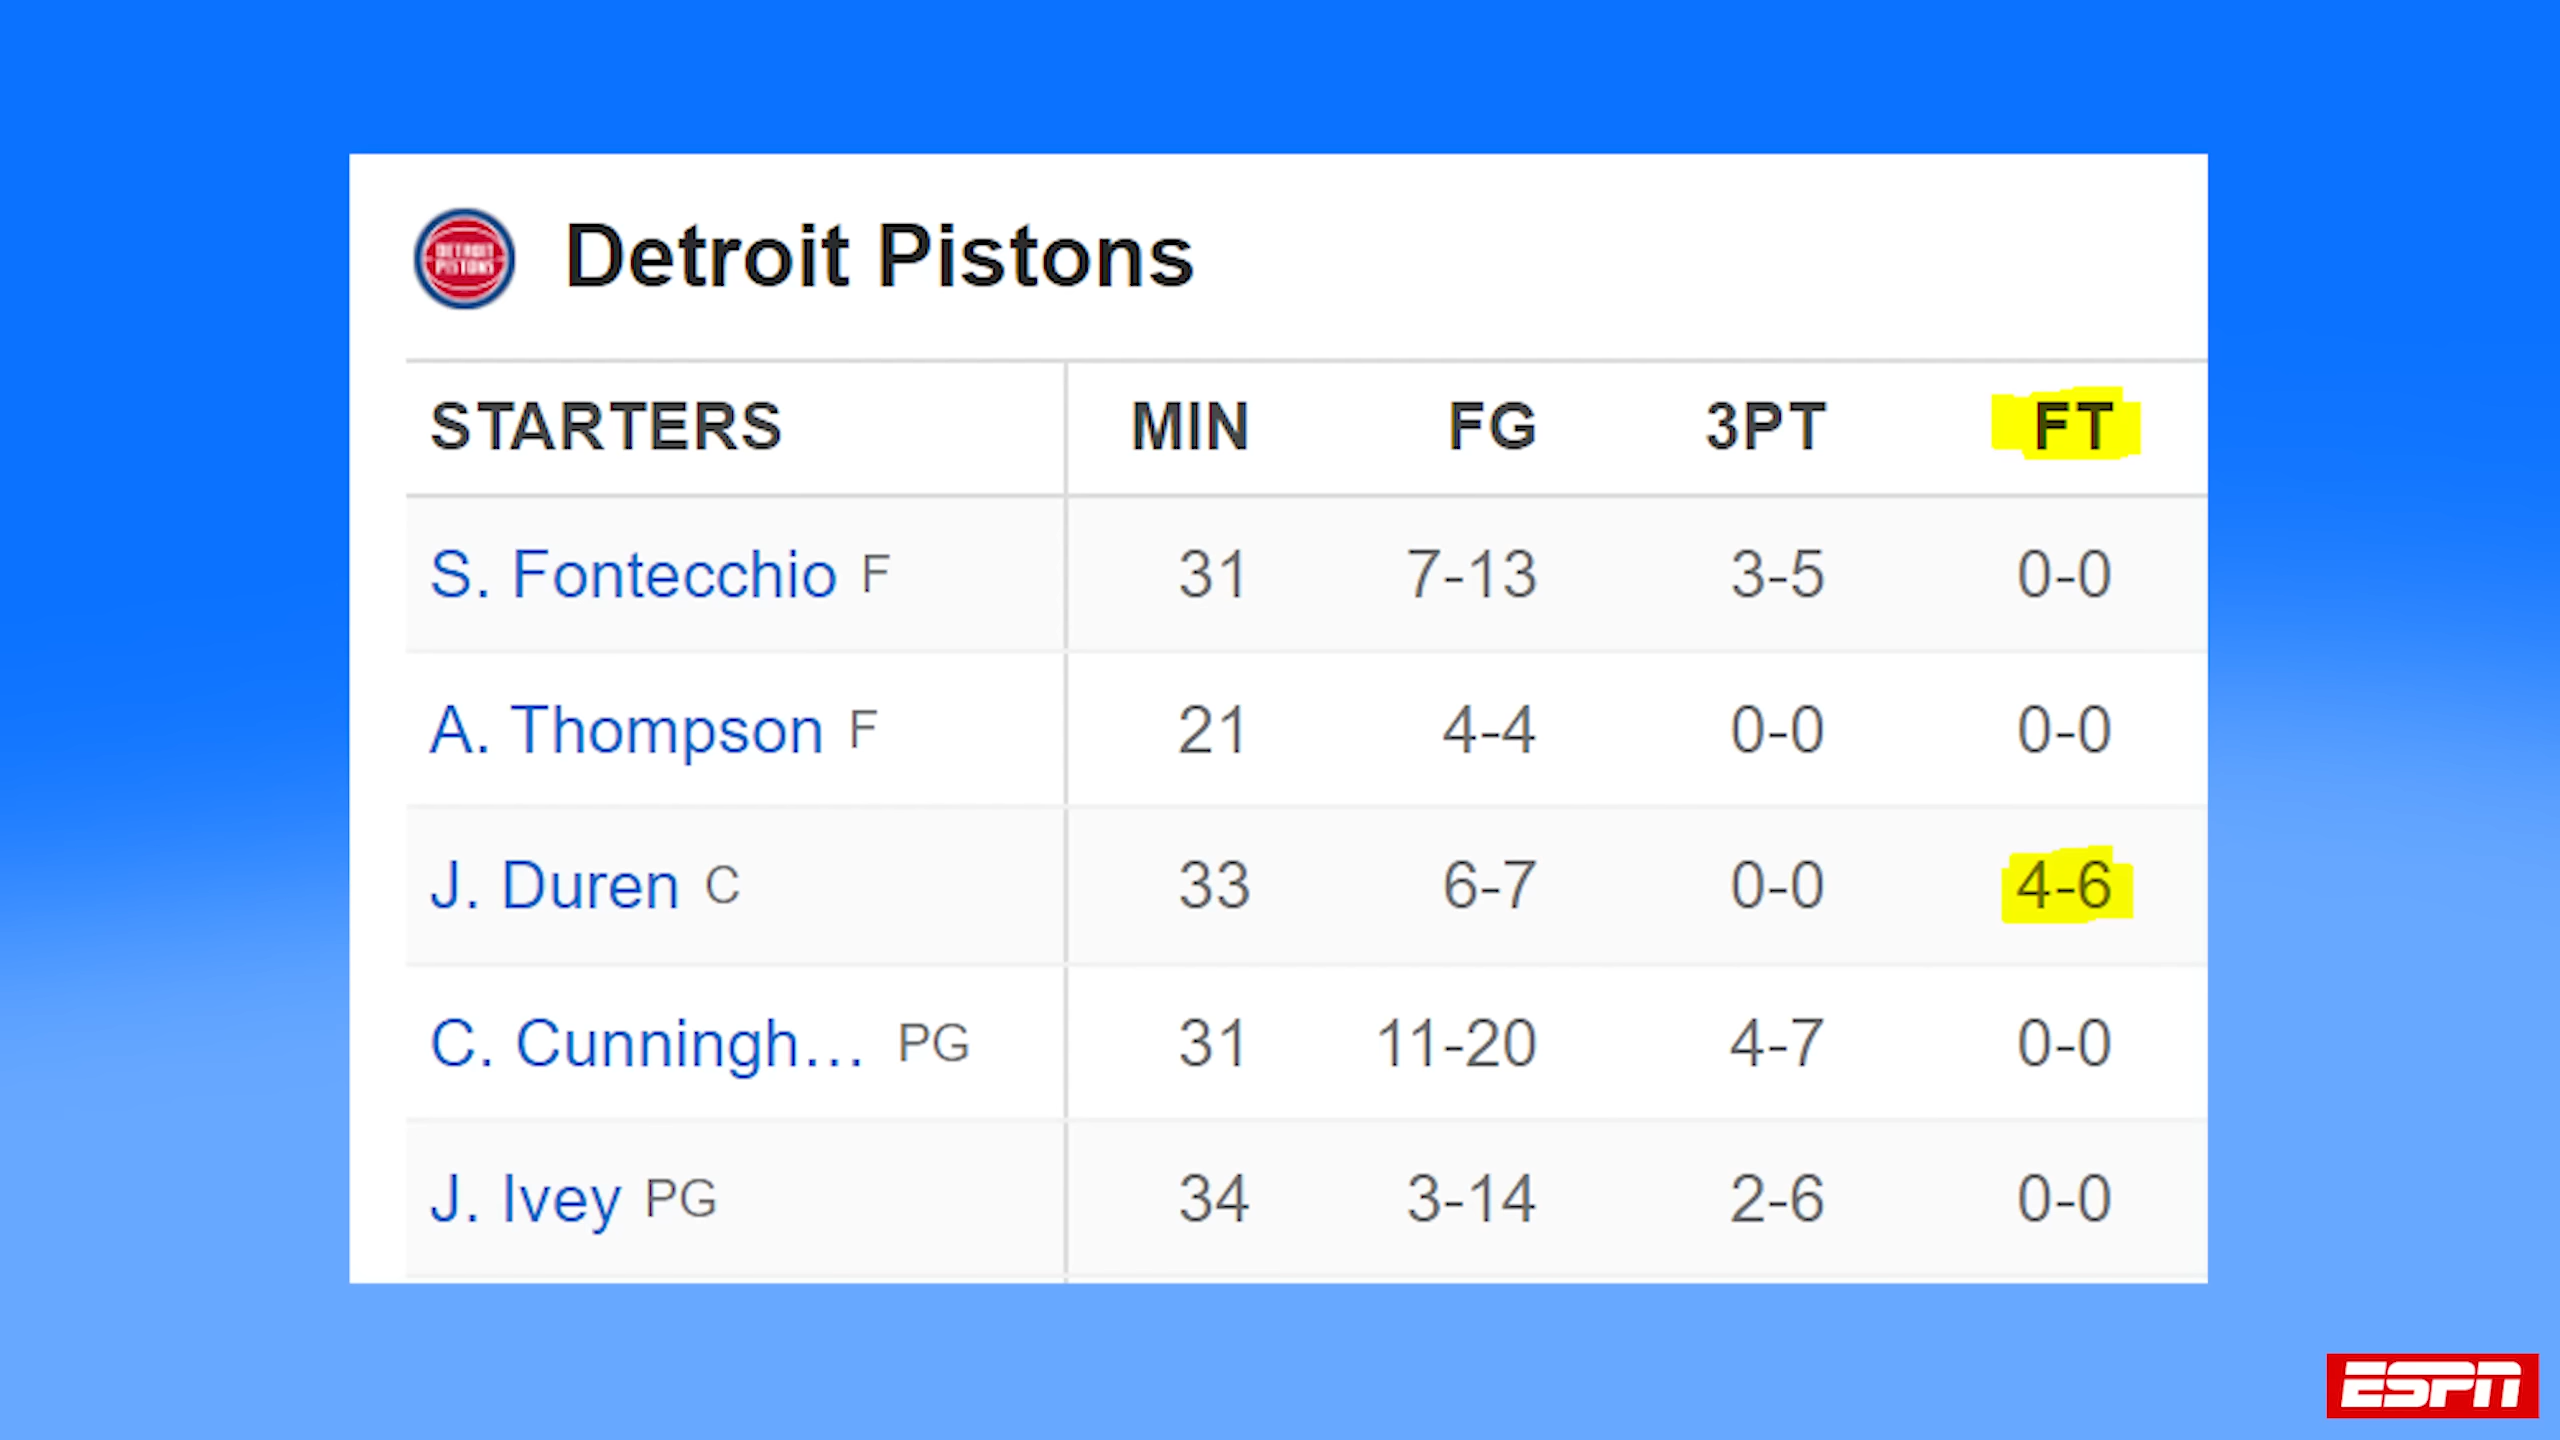 DETROIT PISTONS
Detroit Pistons
STARTERS MIN FG 3PT FT
S. Fontecchio F 31 7-13 3-5 0-0
A. Thompson F 21 4-4 0-0 0-0
J. Duren C 33 6-7 0-0 4-6
C. Cunningh... PG 31 11-20 4-7 0-0
J. Ivey PG 34 3-14 2-6 0-0
ESPN